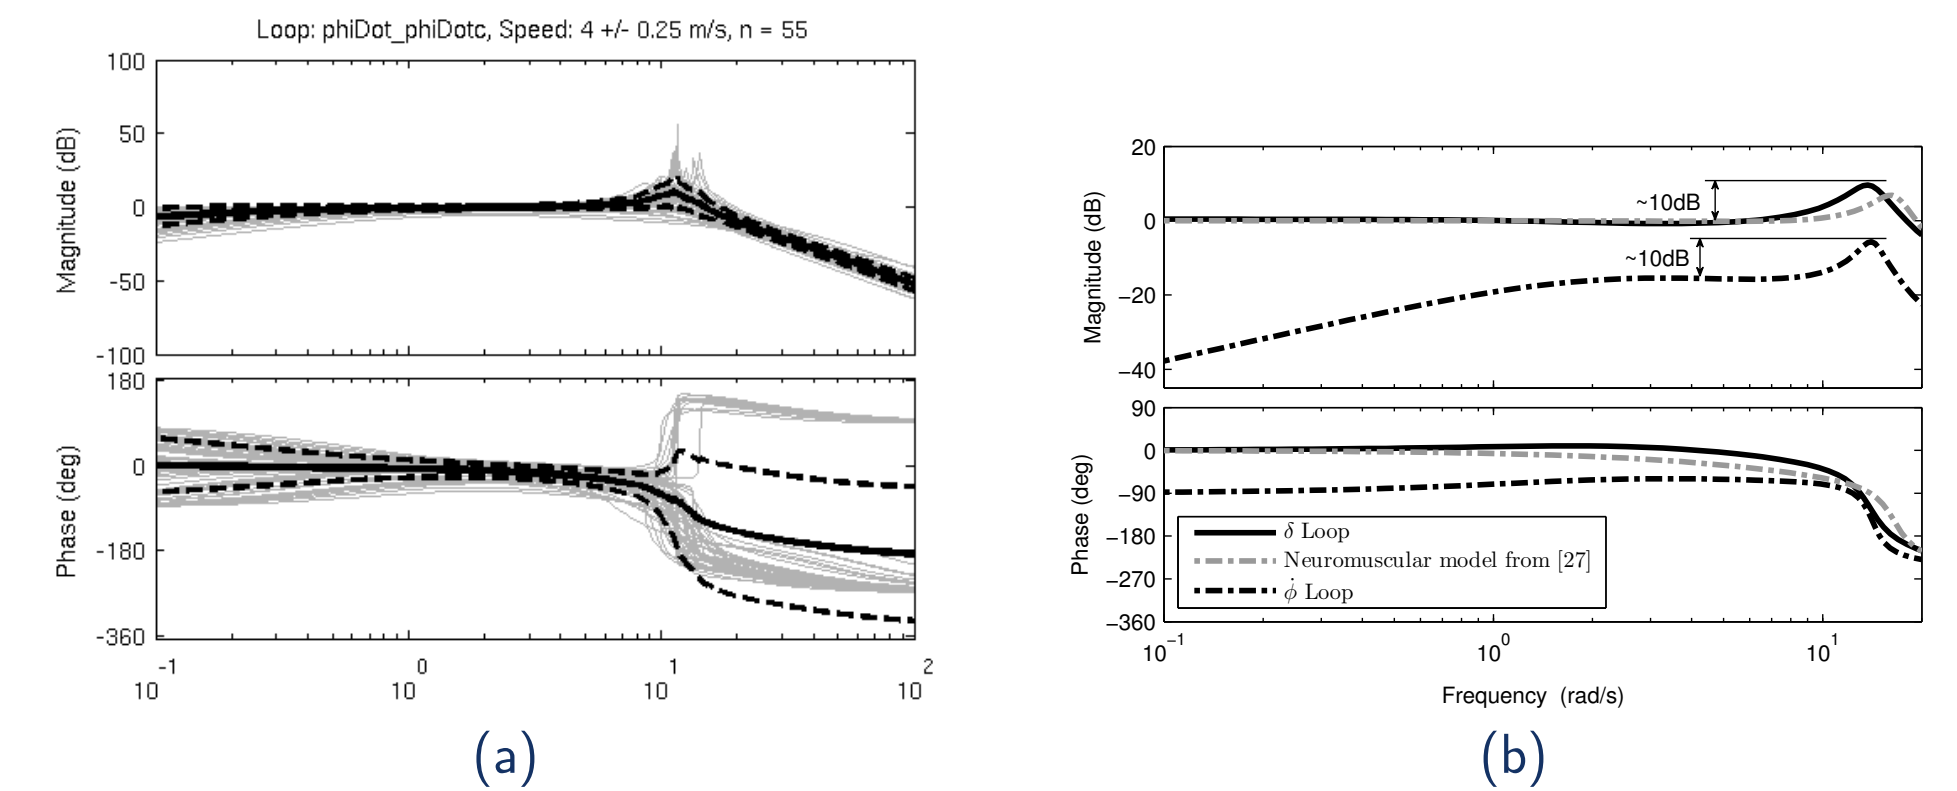 Loop: phiDot_phiDotc, Speed: 4 +/- 0.25 m/s, n = 55
100
50
0
-50
-100
Magnitude (dB)
180
0
-180
-360
Phase (deg)
10^-1
10^0
10^1
10^2
(a)
20
0
−20
−40
Magnitude (dB)
~10dB
~10dB
90
0
−90
−180
−270
−360
Phase (deg)
δ Loop
Neuromuscular model from [27]
φ̇ Loop
10^−1
10^0
10^1
Frequency (rad/s)
(b)